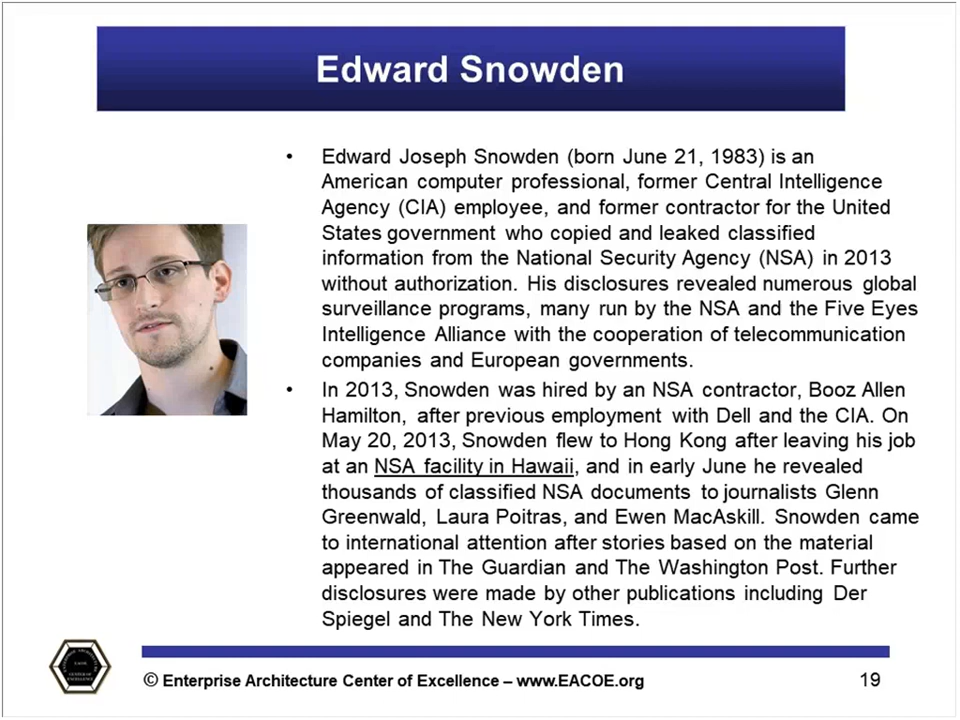 Edward Snowden
• Edward Joseph Snowden (born June 21, 1983) is an
American computer professional, former Central Intelligence
Agency (CIA) employee, and former contractor for the United
States government who copied and leaked classified
information from the National Security Agency (NSA) in 2013
without authorization. His disclosures revealed numerous global
surveillance programs, many run by the NSA and the Five Eyes
Intelligence Alliance with the cooperation of telecommunication
companies and European governments.
• In 2013, Snowden was hired by an NSA contractor, Booz Allen
Hamilton, after previous employment with Dell and the CIA. On
May 20, 2013, Snowden flew to Hong Kong after leaving his job
at an NSA facility in Hawaii, and in early June he revealed
thousands of classified NSA documents to journalists Glenn
Greenwald, Laura Poitras, and Ewen MacAskill. Snowden came
to international attention after stories based on the material
appeared in The Guardian and The Washington Post. Further
disclosures were made by other publications including Der
Spiegel and The New York Times.
EACOE
CENTER OF
EXCELLENCE
© Enterprise Architecture Center of Excellence – www.EACOE.org
19